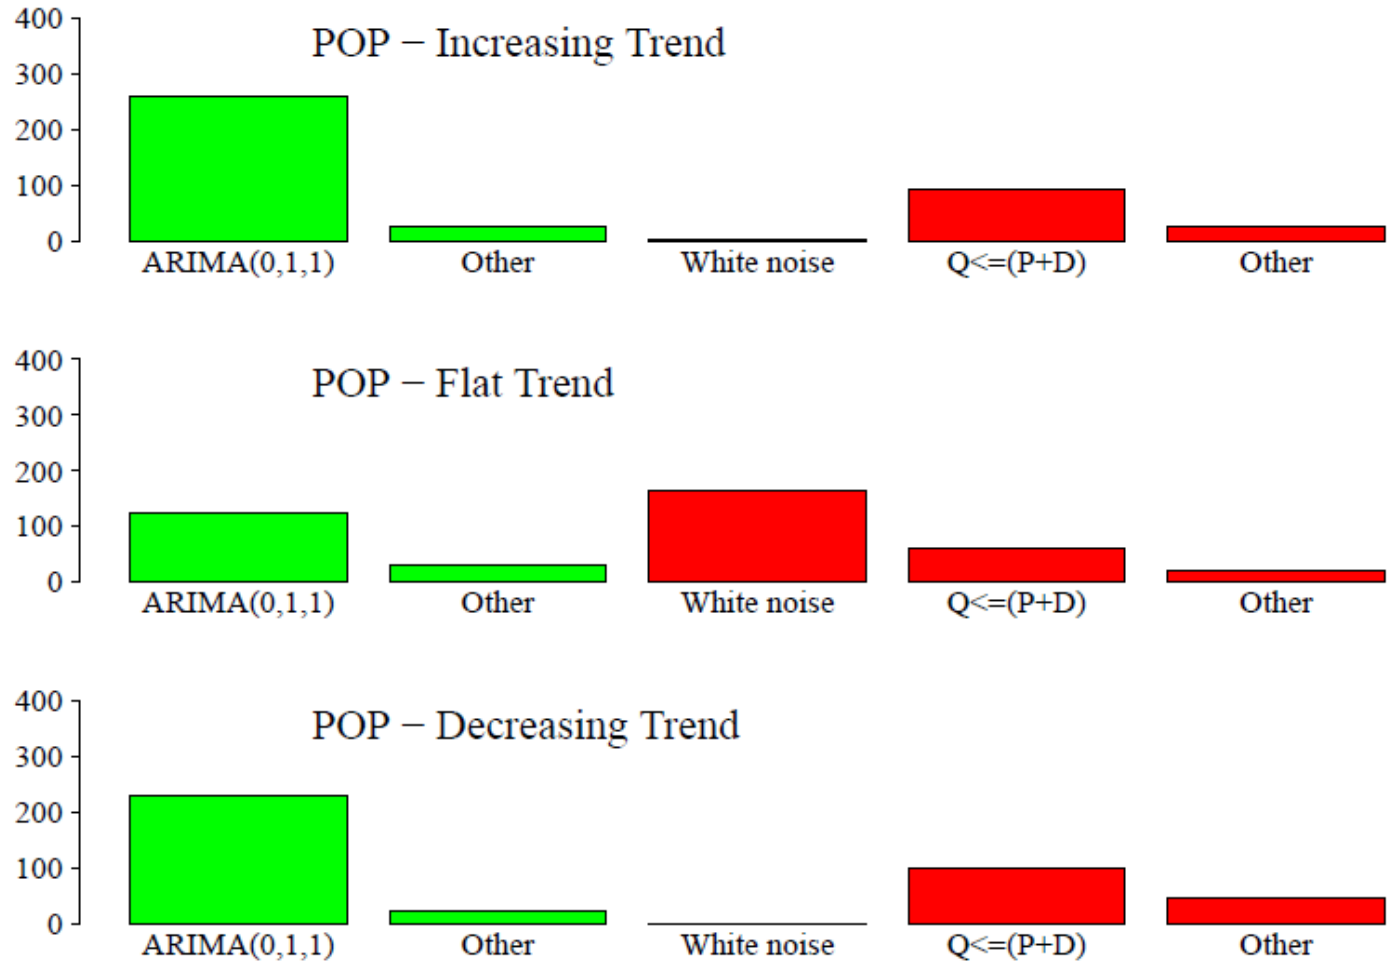 POP − Increasing Trend
400
300
200
100
0
ARIMA(0,1,1) Other White noise Q<=(P+D) Other
POP − Flat Trend
400
300
200
100
0
ARIMA(0,1,1) Other White noise Q<=(P+D) Other
POP − Decreasing Trend
400
300
200
100
0
ARIMA(0,1,1) Other White noise Q<=(P+D) Other